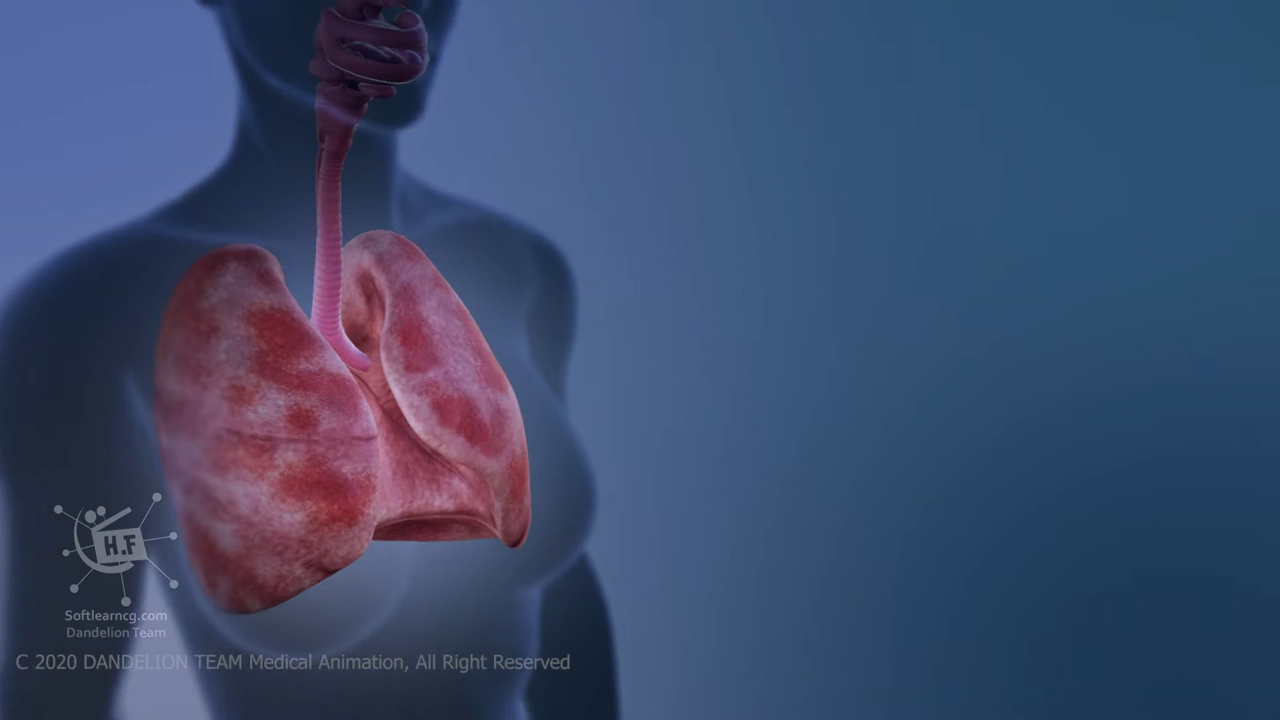 H.F
Softlearncg.com
Dandelion Team
C 2020 DANDELION TEAM Medical Animation, All Right Reserved